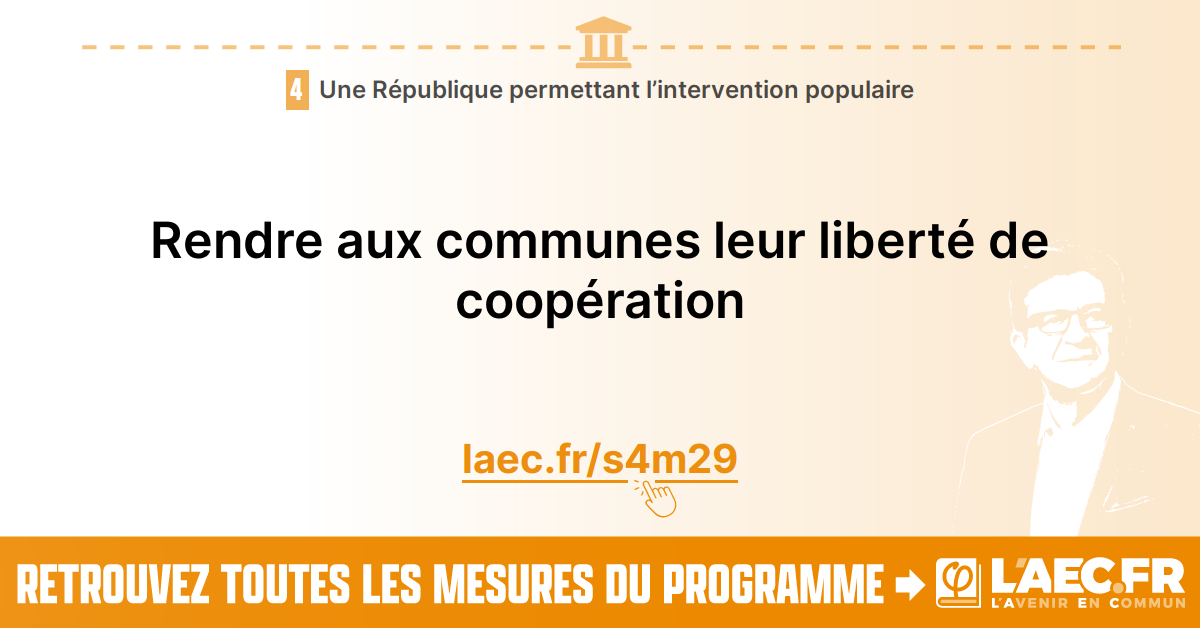 4 Une République permettant l’intervention populaire
Rendre aux communes leur liberté de
coopération
laec.fr/s4m29
RETROUVEZ TOUTES LES MESURES DU PROGRAMME
φ L'AEC.FR
L'AVENIR EN COMMUN